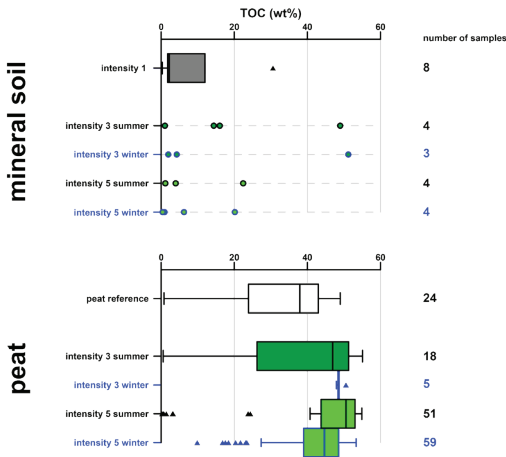 TOC (wt%)
0 20 40 60
number of samples
mineral soil
intensity 1 8
intensity 3 summer 4
intensity 3 winter 3
intensity 5 summer 4
intensity 5 winter 4
0 20 40 60
peat
peat reference 24
intensity 3 summer 18
intensity 3 winter 5
intensity 5 summer 51
intensity 5 winter 59